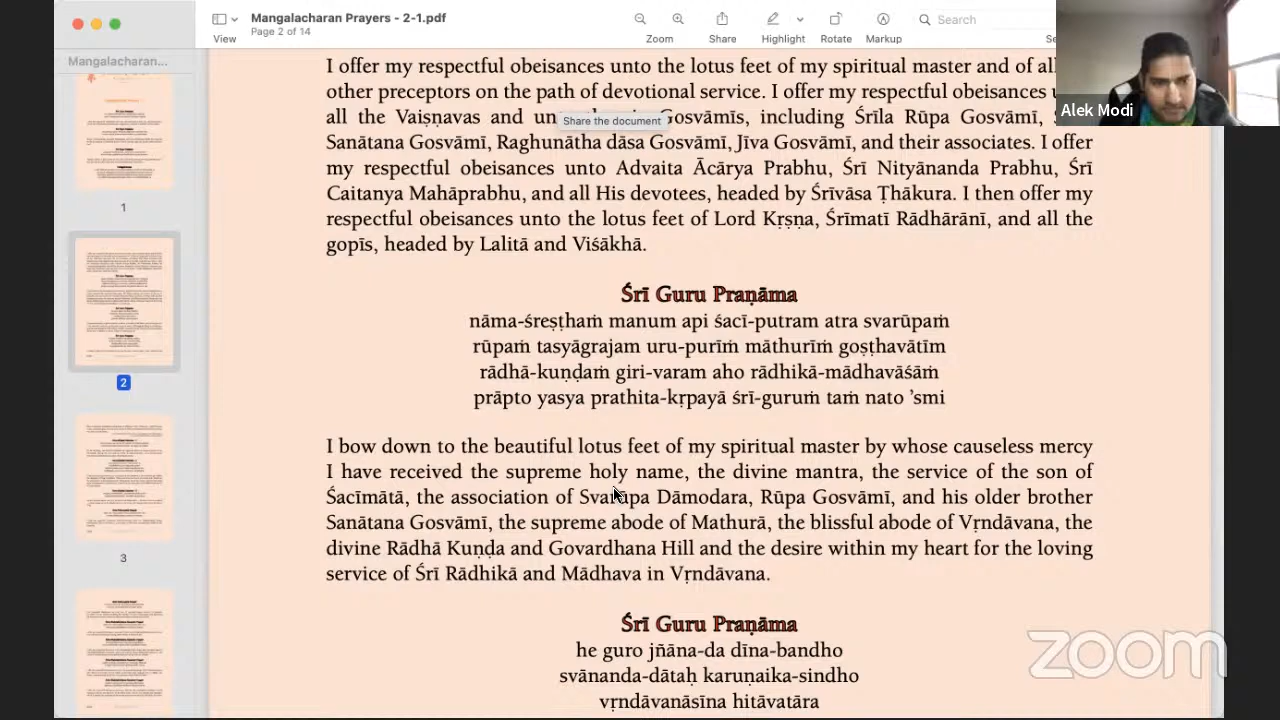 Mangalacharan Prayers - 2-1.pdf
Page 2 of 14
View
Zoom
Share
Highlight
Rotate
Markup
Search
Mangalacharan...
Alek Modi
I offer my respectful obeisances unto the lotus feet of my spiritual master and of all
other preceptors on the path of devotional service. I offer my respectful obeisances
all the Vaiṣṇavas and Gosvāmīs, including Śrīla Rūpa Gosvāmī,
Share the document
Sanātana Gosvāmī, Raghunātha dāsa Gosvāmī, Jīva Gosvāmī, and their associates. I offer
my respectful obeisances unto Advaita Ācārya Prabhu, Śrī Nityānanda Prabhu, Śrī
Caitanya Mahāprabhu, and all His devotees, headed by Śrīvāsa Ṭhākura. I then offer my
respectful obeisances unto the lotus feet of Lord Kṛṣṇa, Śrīmatī Rādhārāṇī, and all the
gopīs, headed by Lalitā and Viśākhā.
Śrī Guru Praṇāma
nāma-śreṣṭhaṁ manum api śacī-putram atra svarūpaṁ
rūpaṁ tasyagrajam uru-purīṁ māthurīṁ goṣṭhavātīm
rādhā-kuṇḍaṁ giri-varam aho rādhikā-mādhavāśāṁ
prāpto yasya prathita-kṛpayā śrī-guruṁ taṁ nato 'smi
I bow down to the beautiful lotus feet of my spiritual master by whose causeless mercy
I have received the supreme holy name, the divine mantra, the service of the son of
Śacīmātā, the association of Svarūpa Dāmodara, Rūpa Gosvāmī, and his older brother
Sanātana Gosvāmī, the supreme abode of Mathurā, the blissful abode of Vṛndāvana, the
divine Rādhā Kuṇḍa and Govardhana Hill and the desire within my heart for the loving
service of Śrī Rādhikā and Mādhava in Vṛndāvana.
Śrī Guru Praṇāma
he guro jñāna-da dīna-bandho
svānanda-dātaḥ karuṇaika-sindho
vṛndāvanāsīna hitāvatāra
1
2
3
zoom